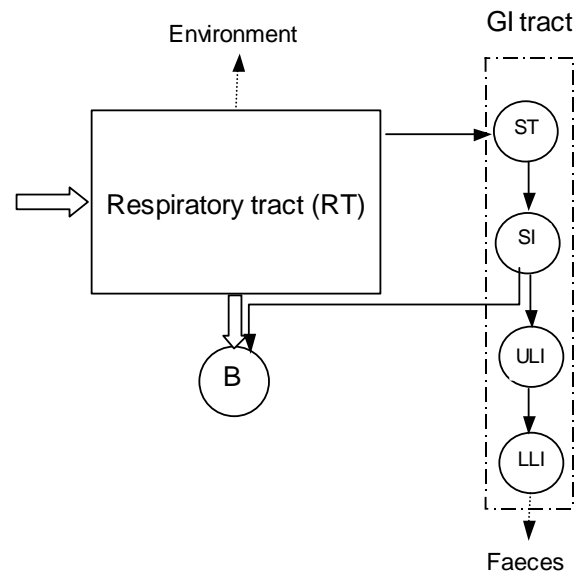 GI tract
Environment
ST
Respiratory tract (RT)
SI
ULI
B
LLI
Faeces